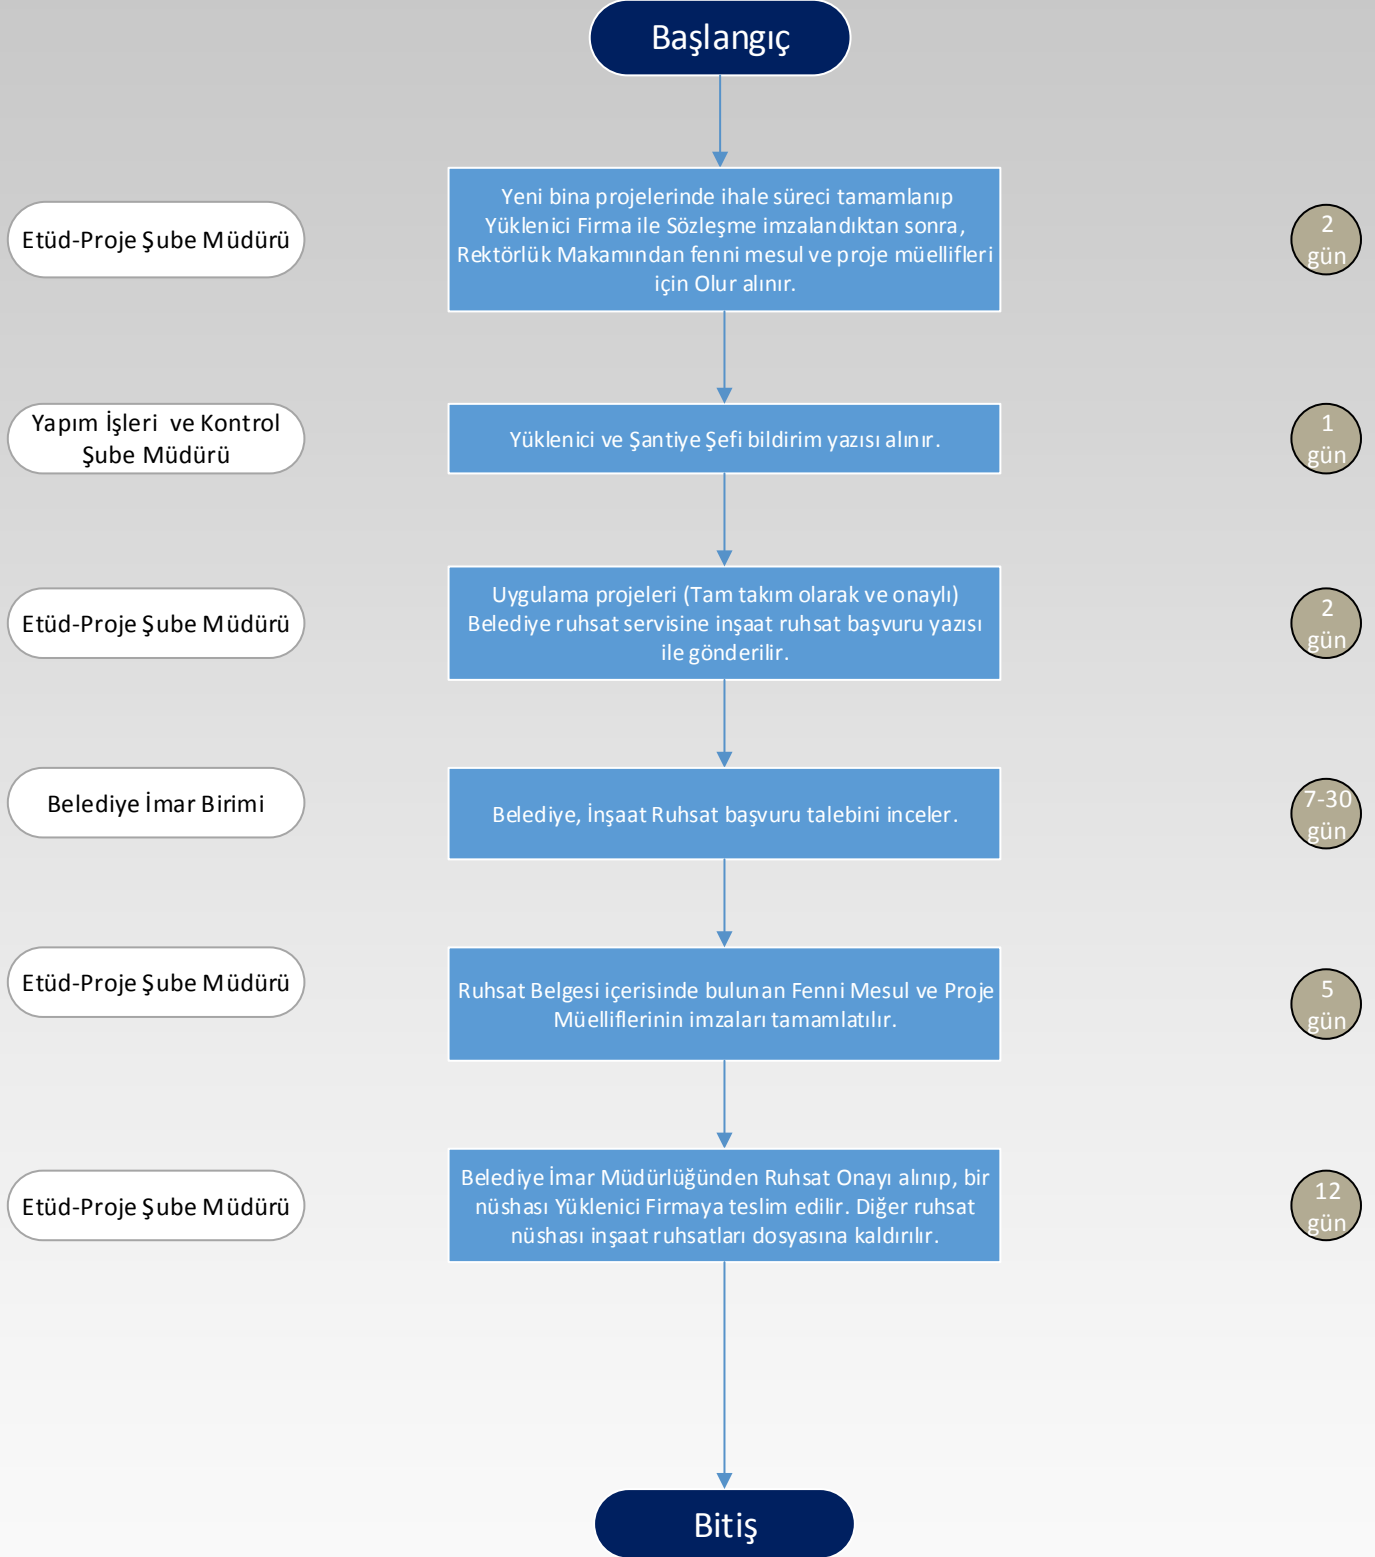 Başlangıç
Etüd-Proje Şube Müdürü
Yeni bina projelerinde ihale süreci tamamlanıp
Yüklenici Firma ile Sözleşme imzalandıktan sonra,
Rektörlük Makamından fenni mesul ve proje müellifleri
için Olur alınır.
2
gün
Yapım İşleri ve Kontrol
Şube Müdürü
Yüklenici ve Şantiye Şefi bildirim yazısı alınır.
1
gün
Etüd-Proje Şube Müdürü
Uygulama projeleri (Tam takım olarak ve onaylı)
Belediye ruhsat servisine inşaat ruhsat başvuru yazısı
ile gönderilir.
2
gün
Belediye İmar Birimi
Belediye, İnşaat Ruhsat başvuru talebini inceler.
7-30
gün
Etüd-Proje Şube Müdürü
Ruhsat Belgesi içerisinde bulunan Fenni Mesul ve Proje
Müelliflerinin imzaları tamamlatılır.
5
gün
Etüd-Proje Şube Müdürü
Belediye İmar Müdürlüğünden Ruhsat Onayı alınıp, bir
nüshası Yüklenici Firmaya teslim edilir. Diğer ruhsat
nüshası inşaat ruhsatları dosyasına kaldırılır.
12
gün
Bitiş